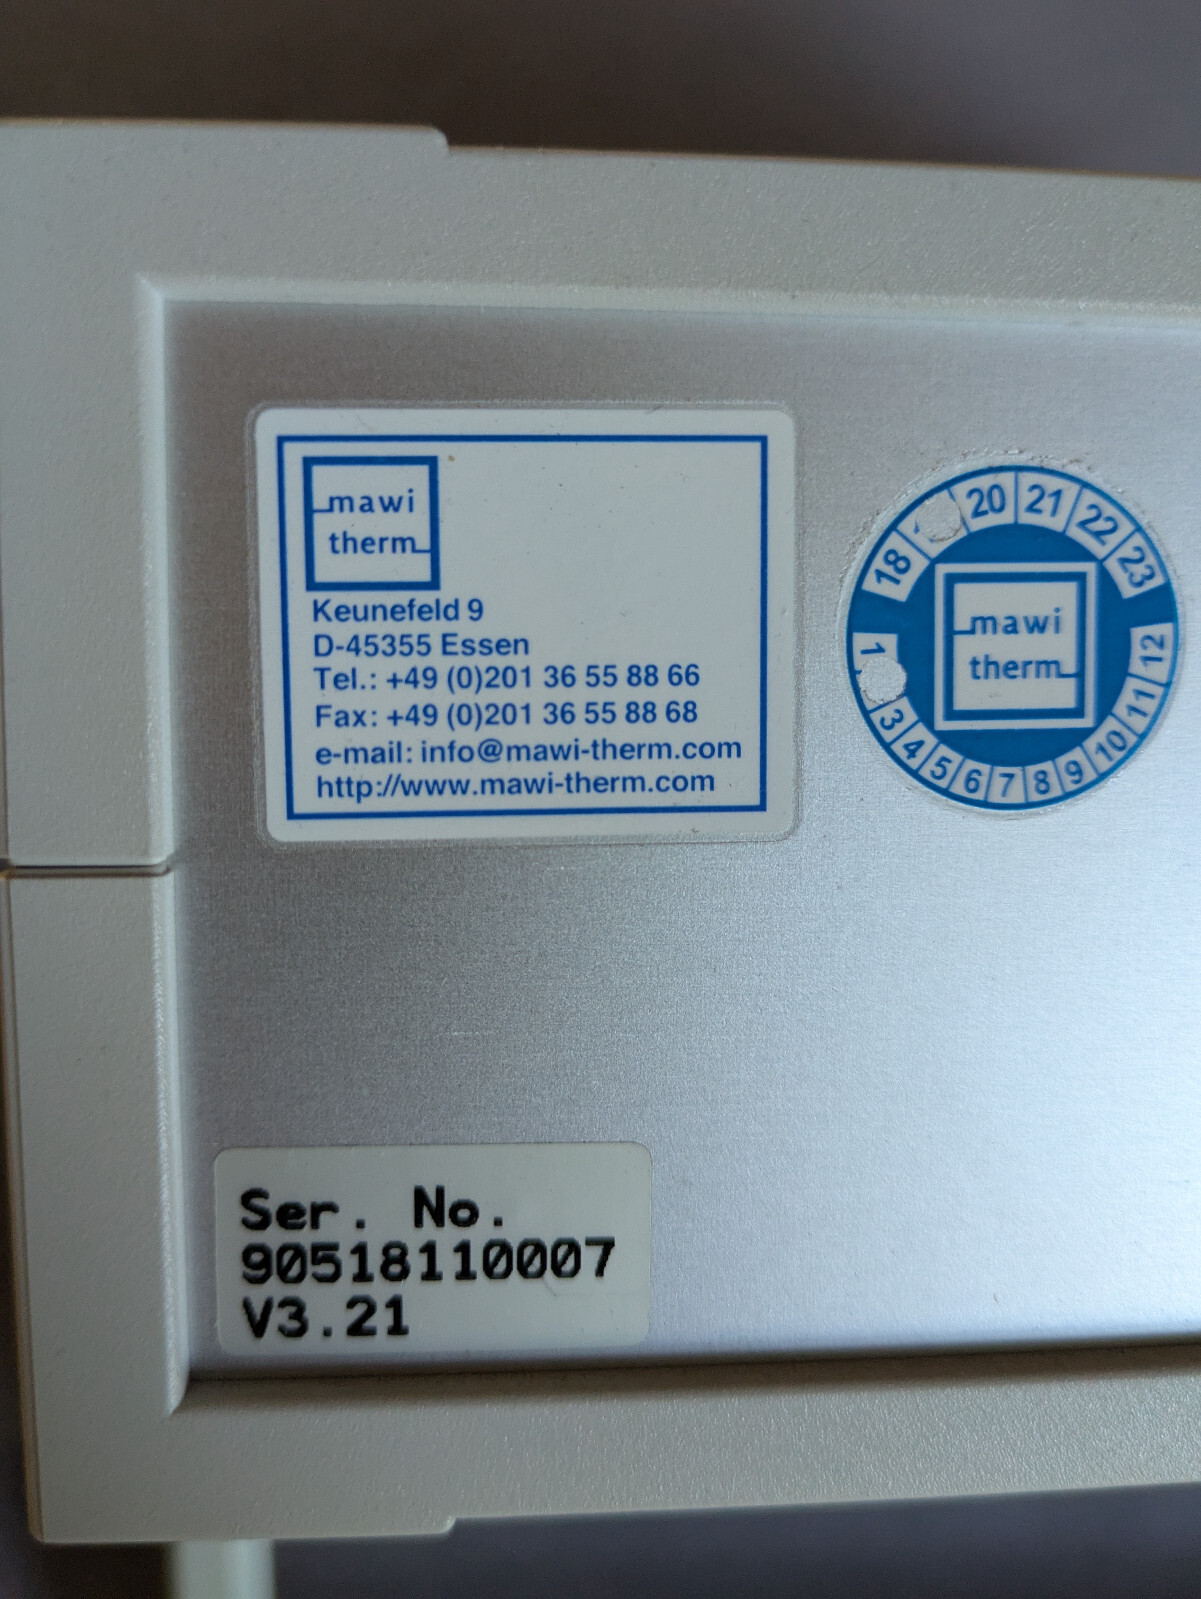 mawi
therm
Keunefeld 9
D-45355 Essen
Tel.: +49 (0)201 36 55 88 66
Fax: +49 (0)201 36 55 88 68
e-mail: info@mawi-therm.com
http://www.mawi-therm.com
18 20 21 22 23
mawi
therm
1 3 4 5 6 7 8 9 10 11 12
Ser. No.
90518110007
V3.21